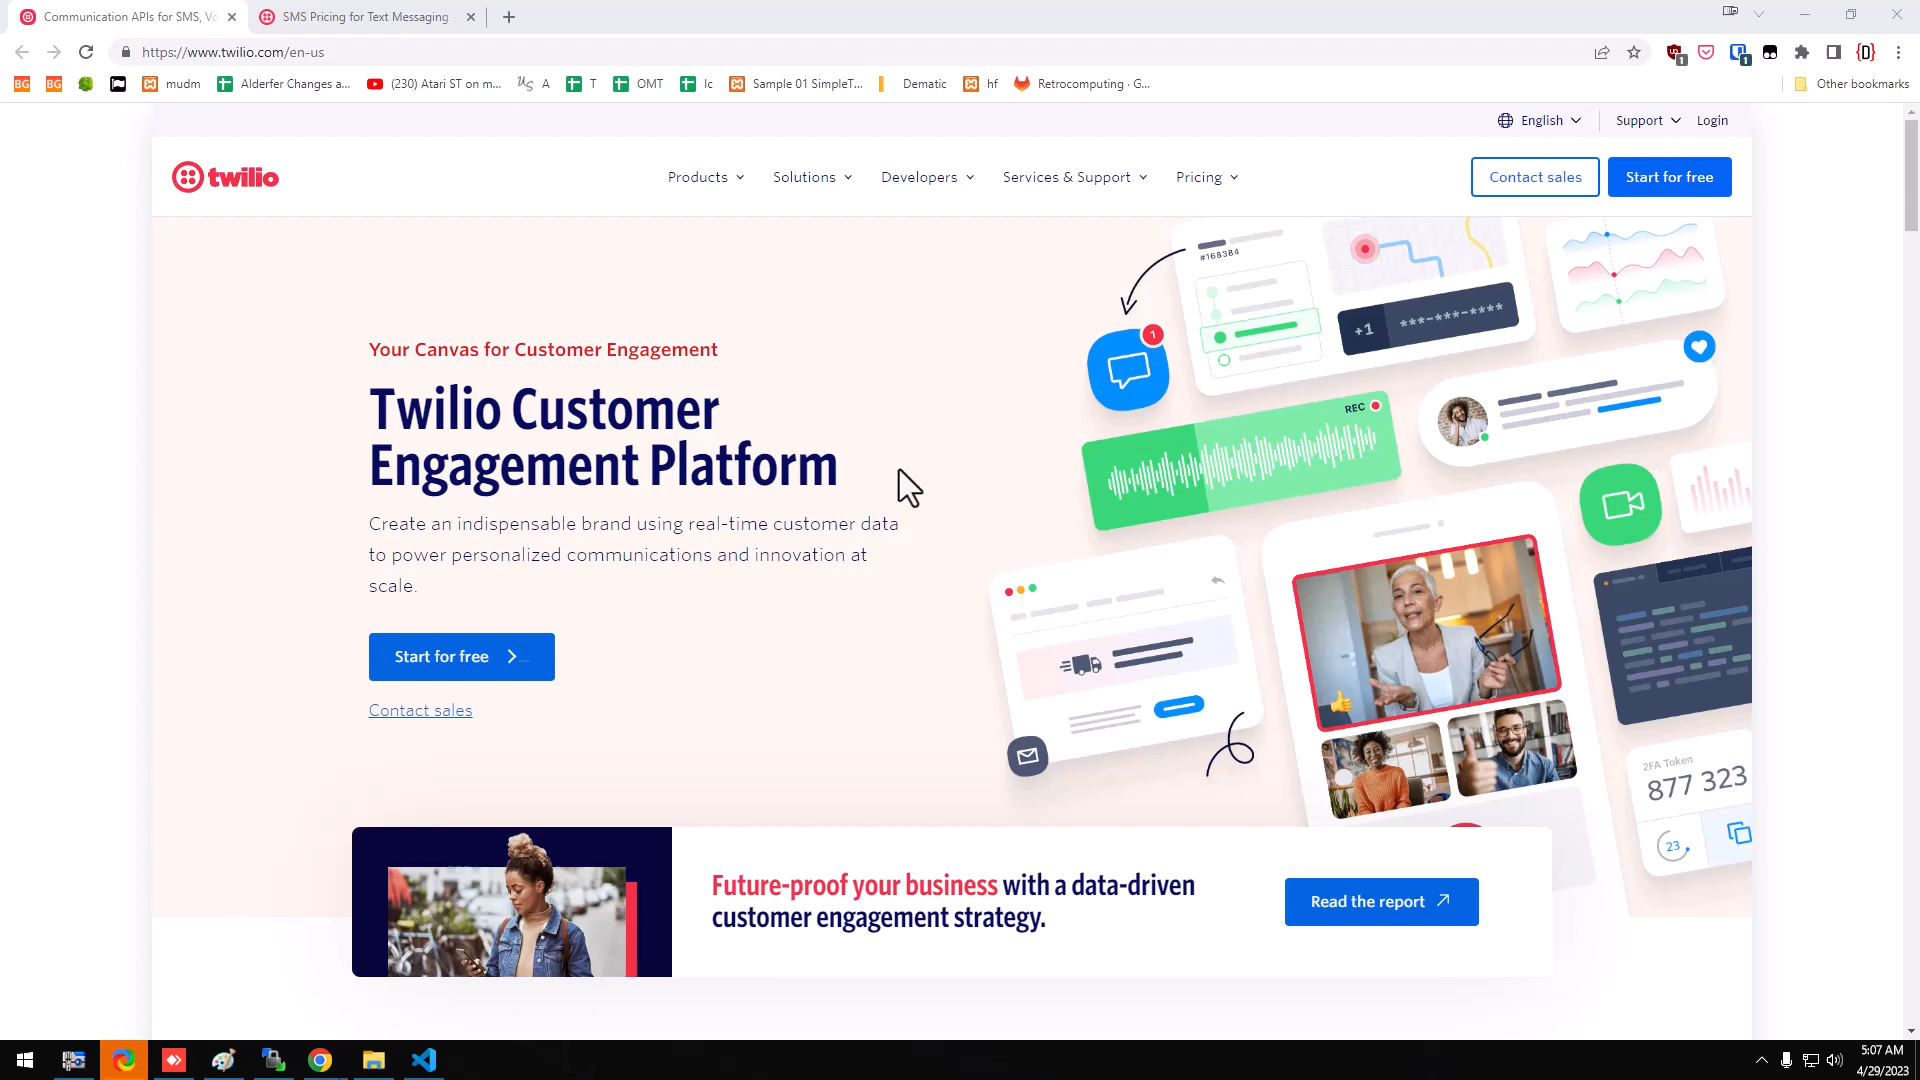 Communication APIs for SMS, Vo
SMS Pricing for Text Messaging
https://www.twilio.com/en-us
1
1
BG
BG
mudm
Alderfer Changes a...
(230) Atari ST on m...
A
T
OMT
Ic
Sample 01 SimpleT...
Dematic
hf
Retrocomputing · G...
Other bookmarks
English
Support
Login
twilio
Products
Solutions
Developers
Services & Support
Pricing
Contact sales
Start for free
#168384
+1 ***-***-****
1
REC
Your Canvas for Customer Engagement
Twilio Customer
Engagement Platform
Create an indispensable brand using real-time customer data
to power personalized communications and innovation at
scale.
Start for free
Contact sales
2FA Token
877 323
23
Future-proof your business with a data-driven
customer engagement strategy.
Read the report
5:07 AM
4/29/2023